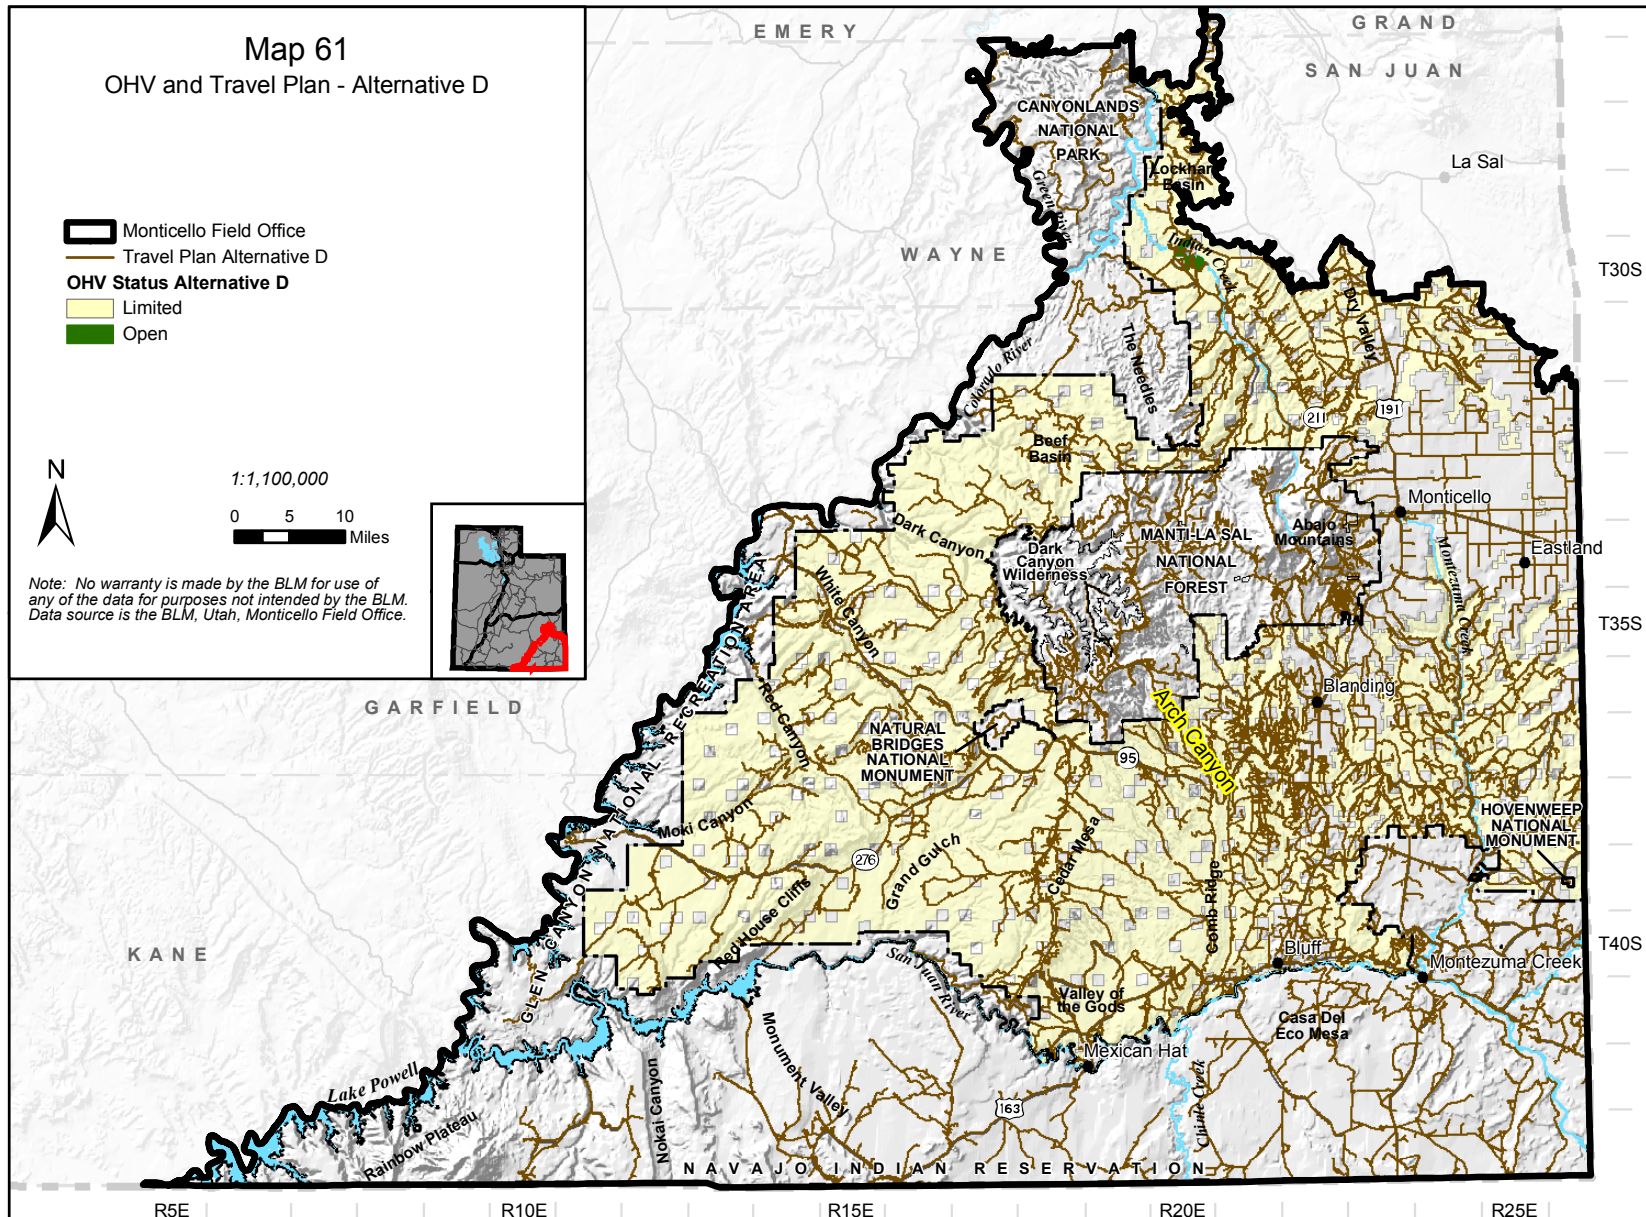 Map 61
OHV and Travel Plan - Alternative D
Monticello Field Office
Travel Plan Alternative D
OHV Status Alternative D
Limited
Open
N
1:1,100,000
0 5 10
Miles
Note: No warranty is made by the BLM for use of
any of the data for purposes not intended by the BLM.
Data source is the BLM, Utah, Monticello Field Office.
EMERY
GRAND
SAN JUAN
WAYNE
GARFIELD
KANE
CANYONLANDS
NATIONAL
PARK
Green River
Lockhart
Basin
La Sal
Indian Creek
T30S
Dry Valley
The Needles
Colorado River
191
211
Beef
Basin
Monticello
Dark Canyon
Dark
Canyon
Wilderness
MANTI-LA SAL
NATIONAL
FOREST
Abajo
Mountains
Eastland
Montezuma Creek
White Canyon
T35S
Red Canyon
Arch Canyon
Blanding
NATURAL
BRIDGES
NATIONAL
MONUMENT
95
GLEN CANYON NATIONAL RECREATION AREA
Moki Canyon
HOVENWEEP
NATIONAL
MONUMENT
276
Grand Gulch
Cedar Mesa
Comb Ridge
Red House Cliffs
T40S
Bluff
Montezuma Creek
San Juan River
Valley of
the Gods
Casa Del
Eco Mesa
Mexican Hat
Monument Valley
Lake Powell
Rainbow Plateau
Nokai Canyon
163
Chinle Creek
NAVAJO INDIAN RESERVATION
R5E
R10E
R15E
R20E
R25E